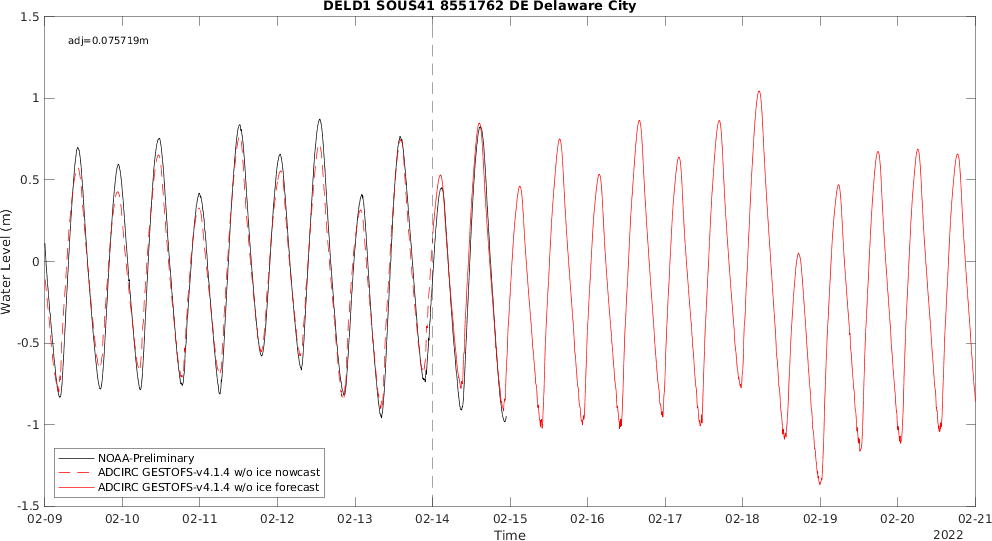 DELD1 SOUS41 8551762 DE Delaware City
adj=0.075719m
1.5
1
0.5
0
-0.5
-1
-1.5
Water Level (m)
NOAA-Preliminary
ADCIRC GESTOFS-v4.1.4 w/o ice nowcast
ADCIRC GESTOFS-v4.1.4 w/o ice forecast
02-09 02-10 02-11 02-12 02-13 02-14 02-15 02-16 02-17 02-18 02-19 02-20 02-21
Time
2022